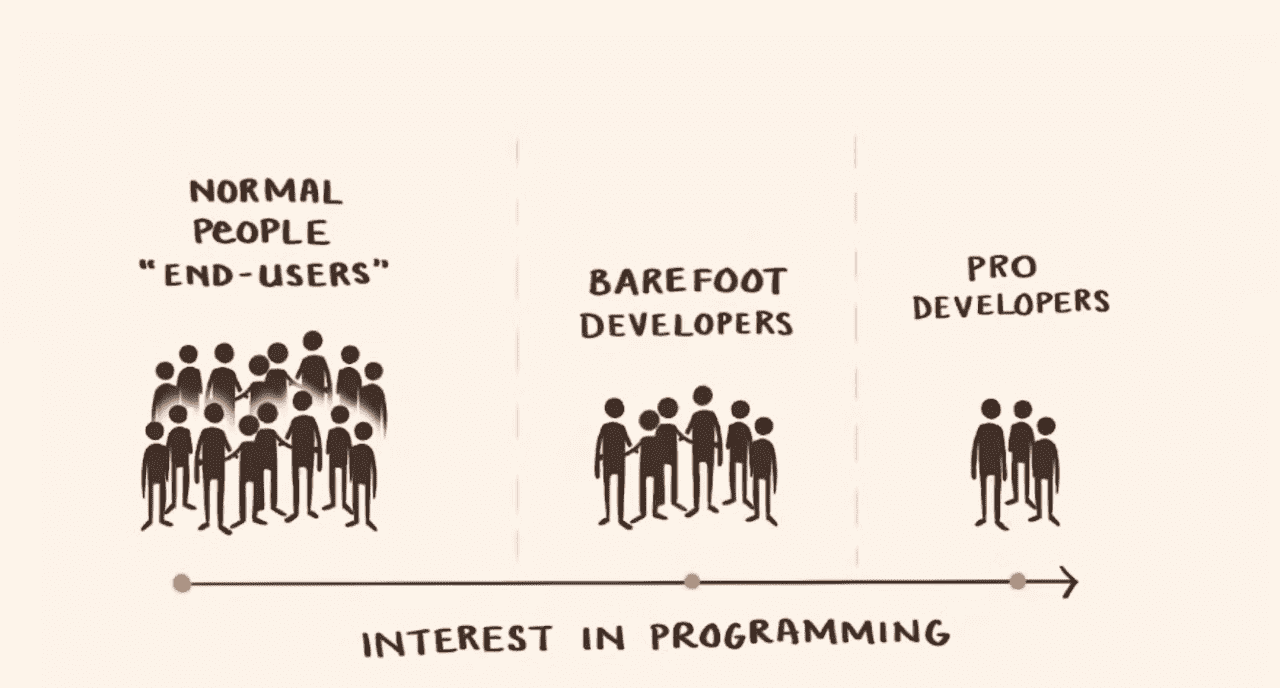 NORMAL
PEOPLE
“END-USERS”
BAREFOOT
DEVELOPERS
PRO
DEVELOPERS
INTEREST IN PROGRAMMING